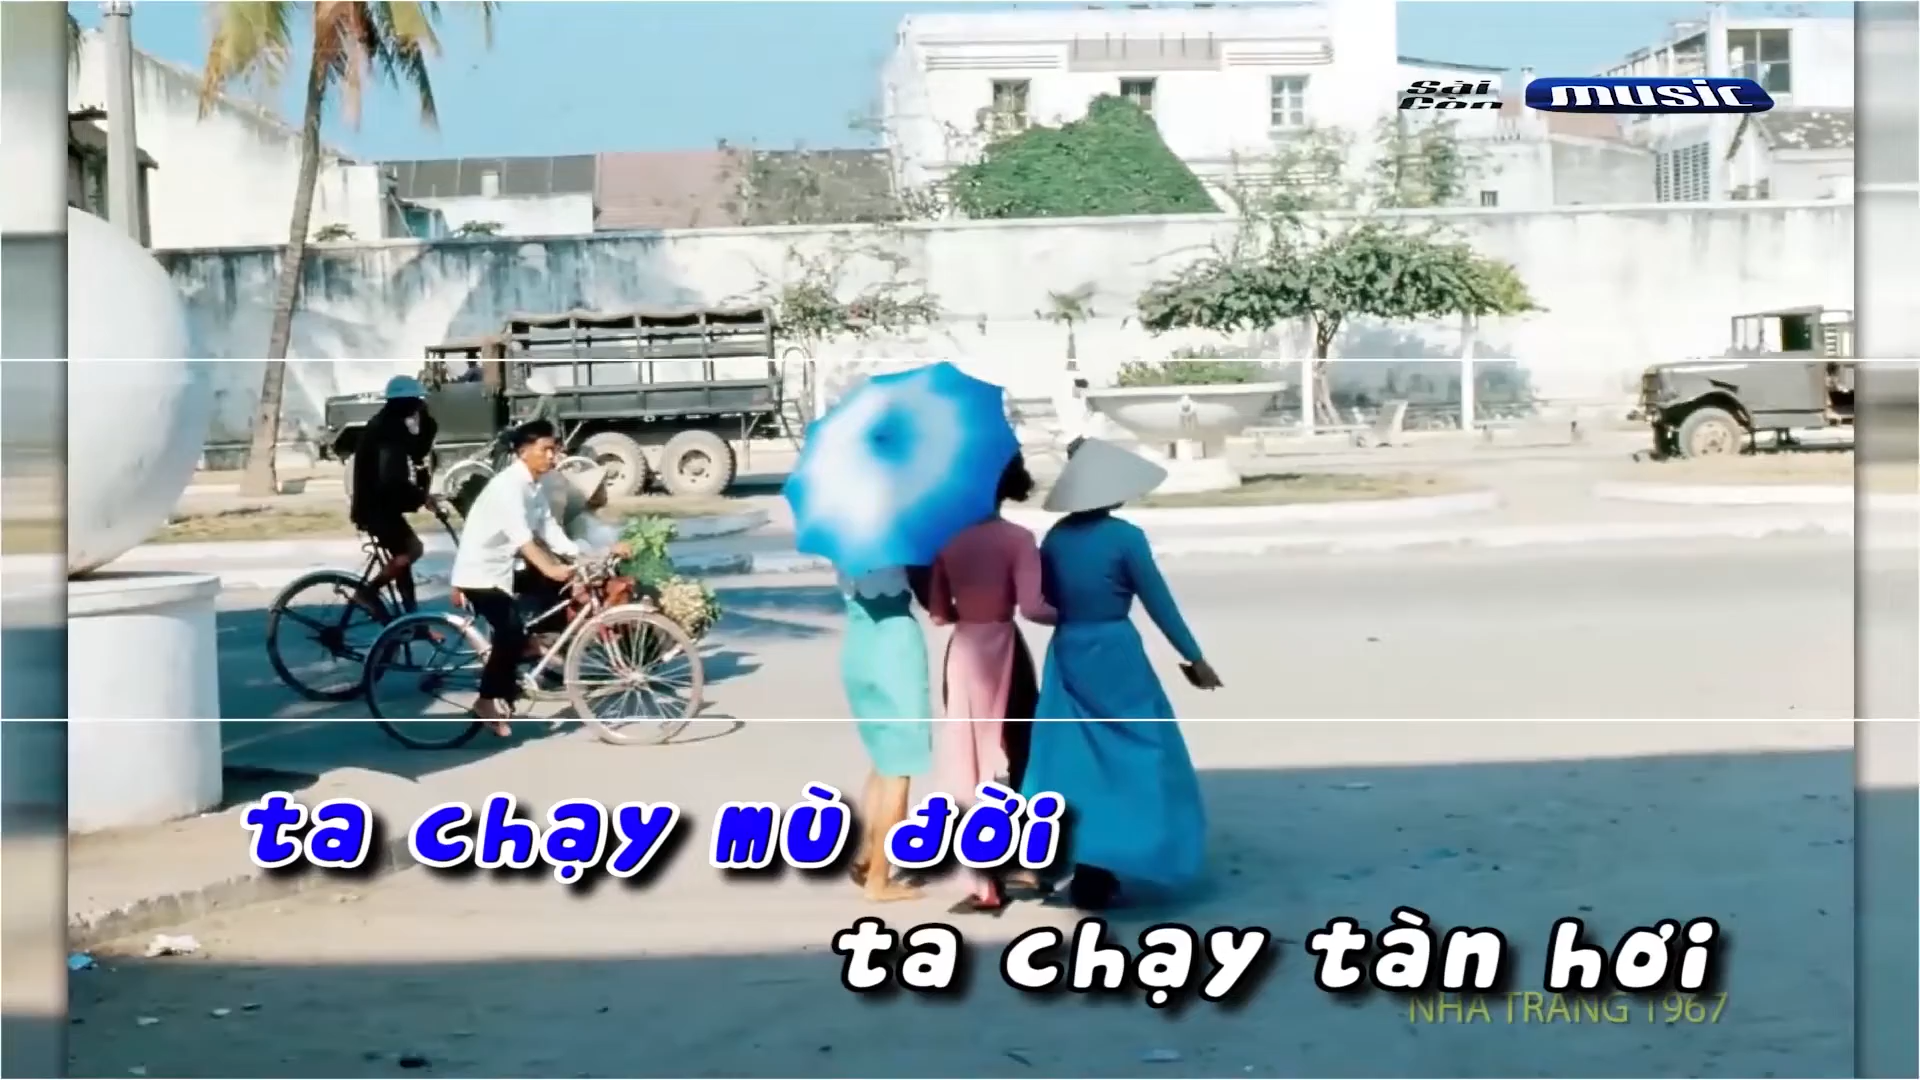 Sài
Gòn music
ta chạy mù đời
ta chạy tàn hơi
NHA TRANG 1967